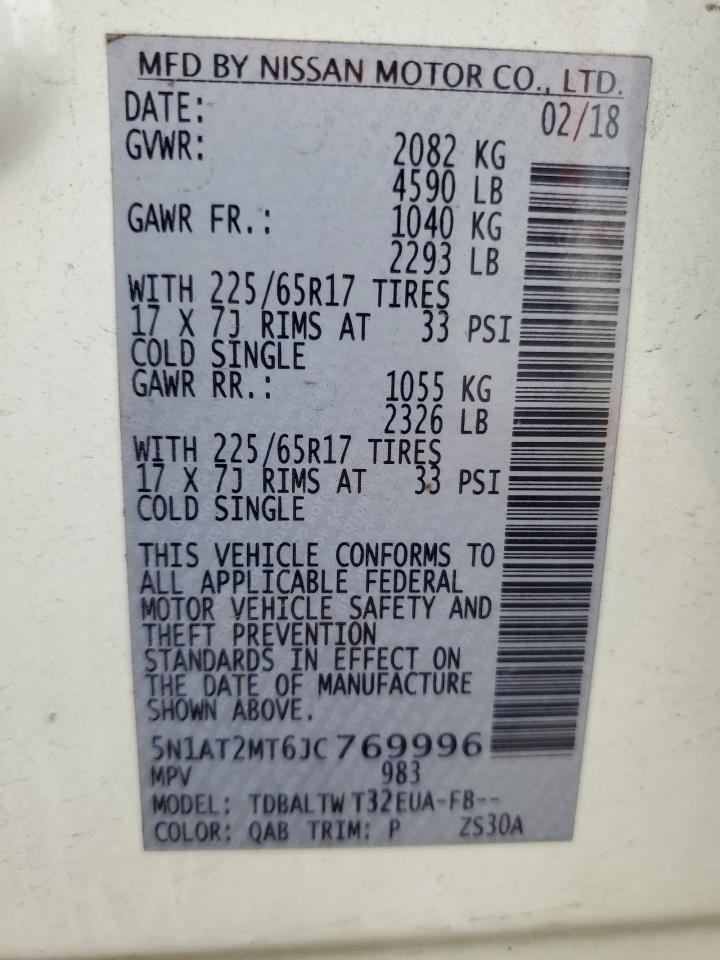 MFD BY NISSAN MOTOR CO., LTD.
DATE: 02/18
GVWR: 2082 KG
4590 LB
GAWR FR.: 1040 KG
2293 LB
WITH 225/65R17 TIRES
17 X 7J RIMS AT 33 PSI
COLD SINGLE
GAWR RR.: 1055 KG
2326 LB
WITH 225/65R17 TIRES
17 X 7J RIMS AT 33 PSI
COLD SINGLE
THIS VEHICLE CONFORMS TO
ALL APPLICABLE FEDERAL
MOTOR VEHICLE SAFETY AND
THEFT PREVENTION
STANDARDS IN EFFECT ON
THE DATE OF MANUFACTURE
SHOWN ABOVE.
5N1AT2MT6JC769996
MPV 983
MODEL: TDBALTW T32EUA-FB--
COLOR: QAB TRIM: P ZS30A